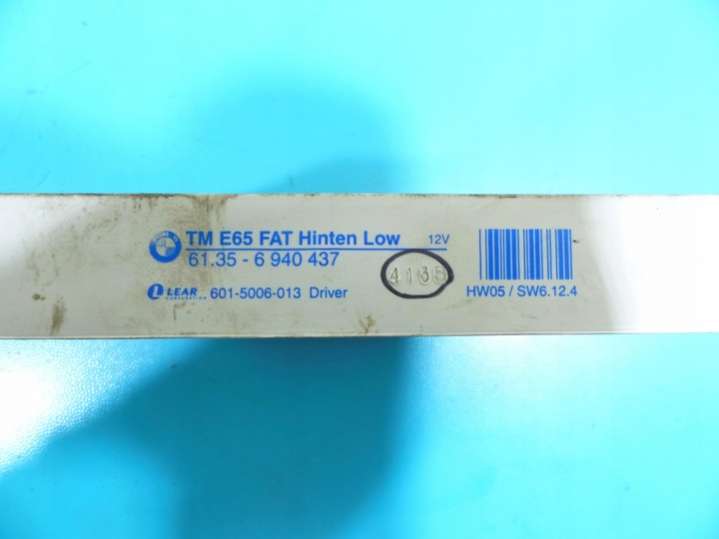 TM E65 FAT Hinten Low 12V
61.35 - 6 940 437
4135
LEAR CORPORATION 601-5006-013 Driver
HW05 / SW6.12.4